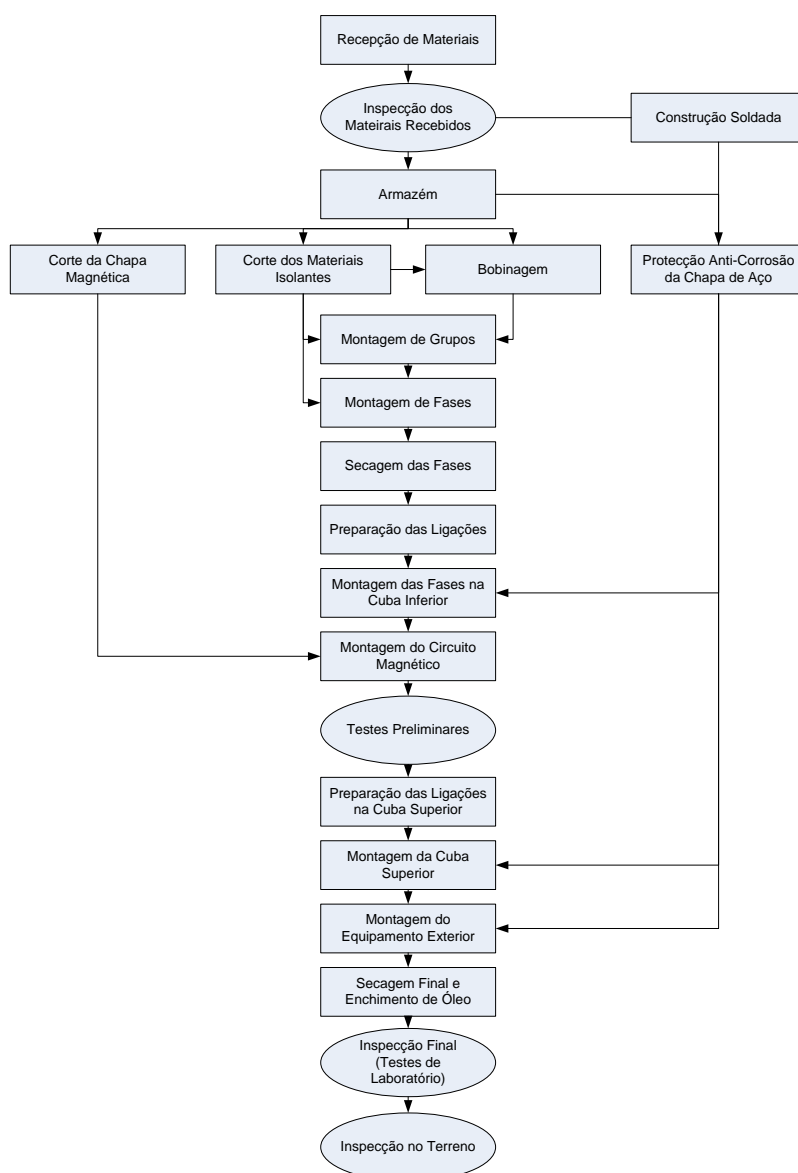 Recepção de Materiais
Inspecção dos
Mateirais Recebidos
Construção Soldada
Armazém
Corte da Chapa
Magnética
Corte dos Materiais
Isolantes
Bobinagem
Protecção Anti-Corrosão
da Chapa de Aço
Montagem de Grupos
Montagem de Fases
Secagem das Fases
Preparação das Ligações
Montagem das Fases na
Cuba Inferior
Montagem do Circuito
Magnético
Testes Preliminares
Preparação das Ligações
na Cuba Superior
Montagem da Cuba
Superior
Montagem do
Equipamento Exterior
Secagem Final e
Enchimento de Óleo
Inspecção Final
(Testes de
Laboratório)
Inspecção no Terreno